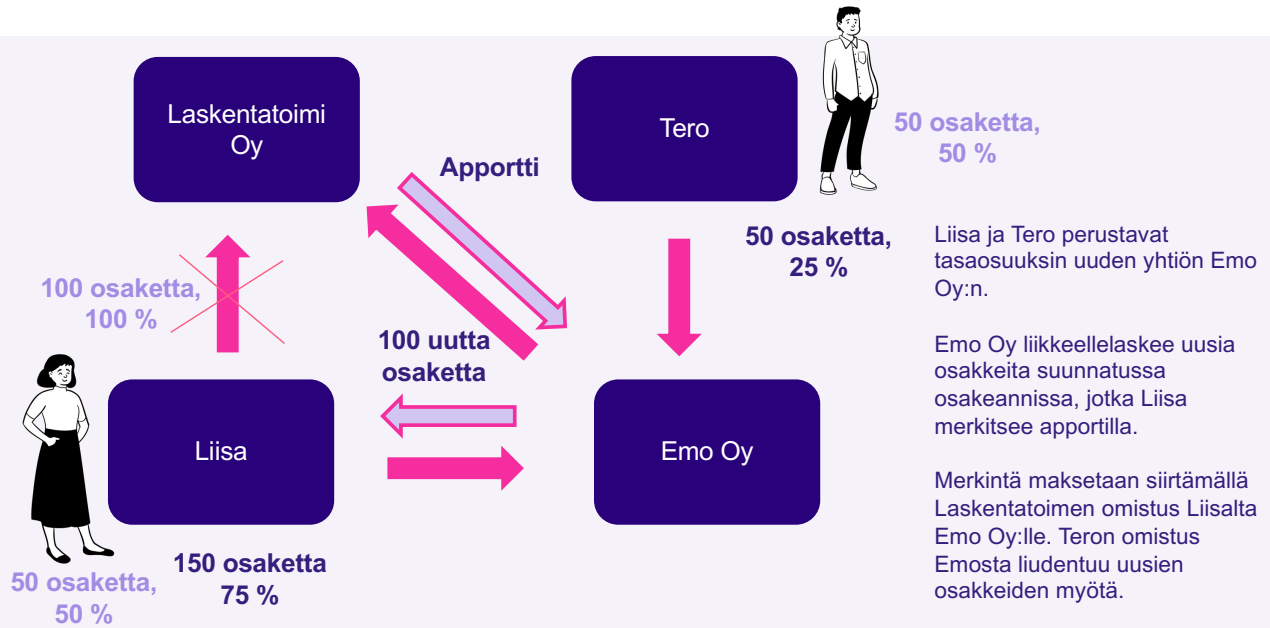 Laskentatoimi
Oy
Tero
50 osaketta,
50 %
Apportti
50 osaketta,
25 %
100 osaketta,
100 %
100 uutta
osaketta
Liisa
Emo Oy
150 osaketta
75 %
50 osaketta,
50 %
Liisa ja Tero perustavat
tasaosuuksin uuden yhtiön Emo
Oy:n.
Emo Oy liikkeellelaskee uusia
osakkeita suunnatussa
osakeannissa, jotka Liisa
merkitsee apportilla.
Merkintä maksetaan siirtämällä
Laskentatoimen omistus Liisalta
Emo Oy:lle. Teron omistus
Emosta liudentuu uusien
osakkeiden myötä.